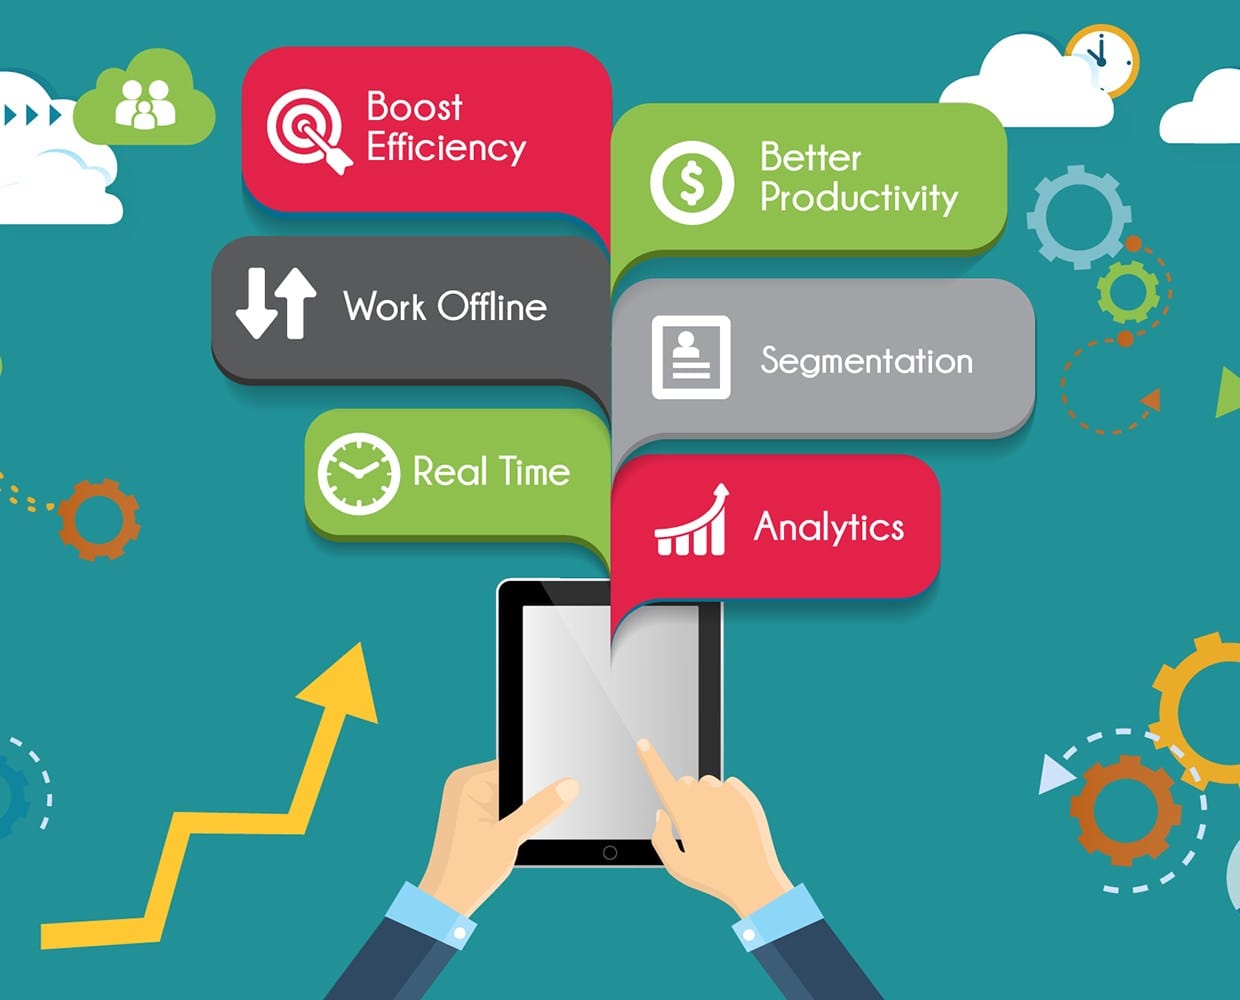 Boost
Efficiency
Better
Productivity
Work Offline
Segmentation
Real Time
Analytics